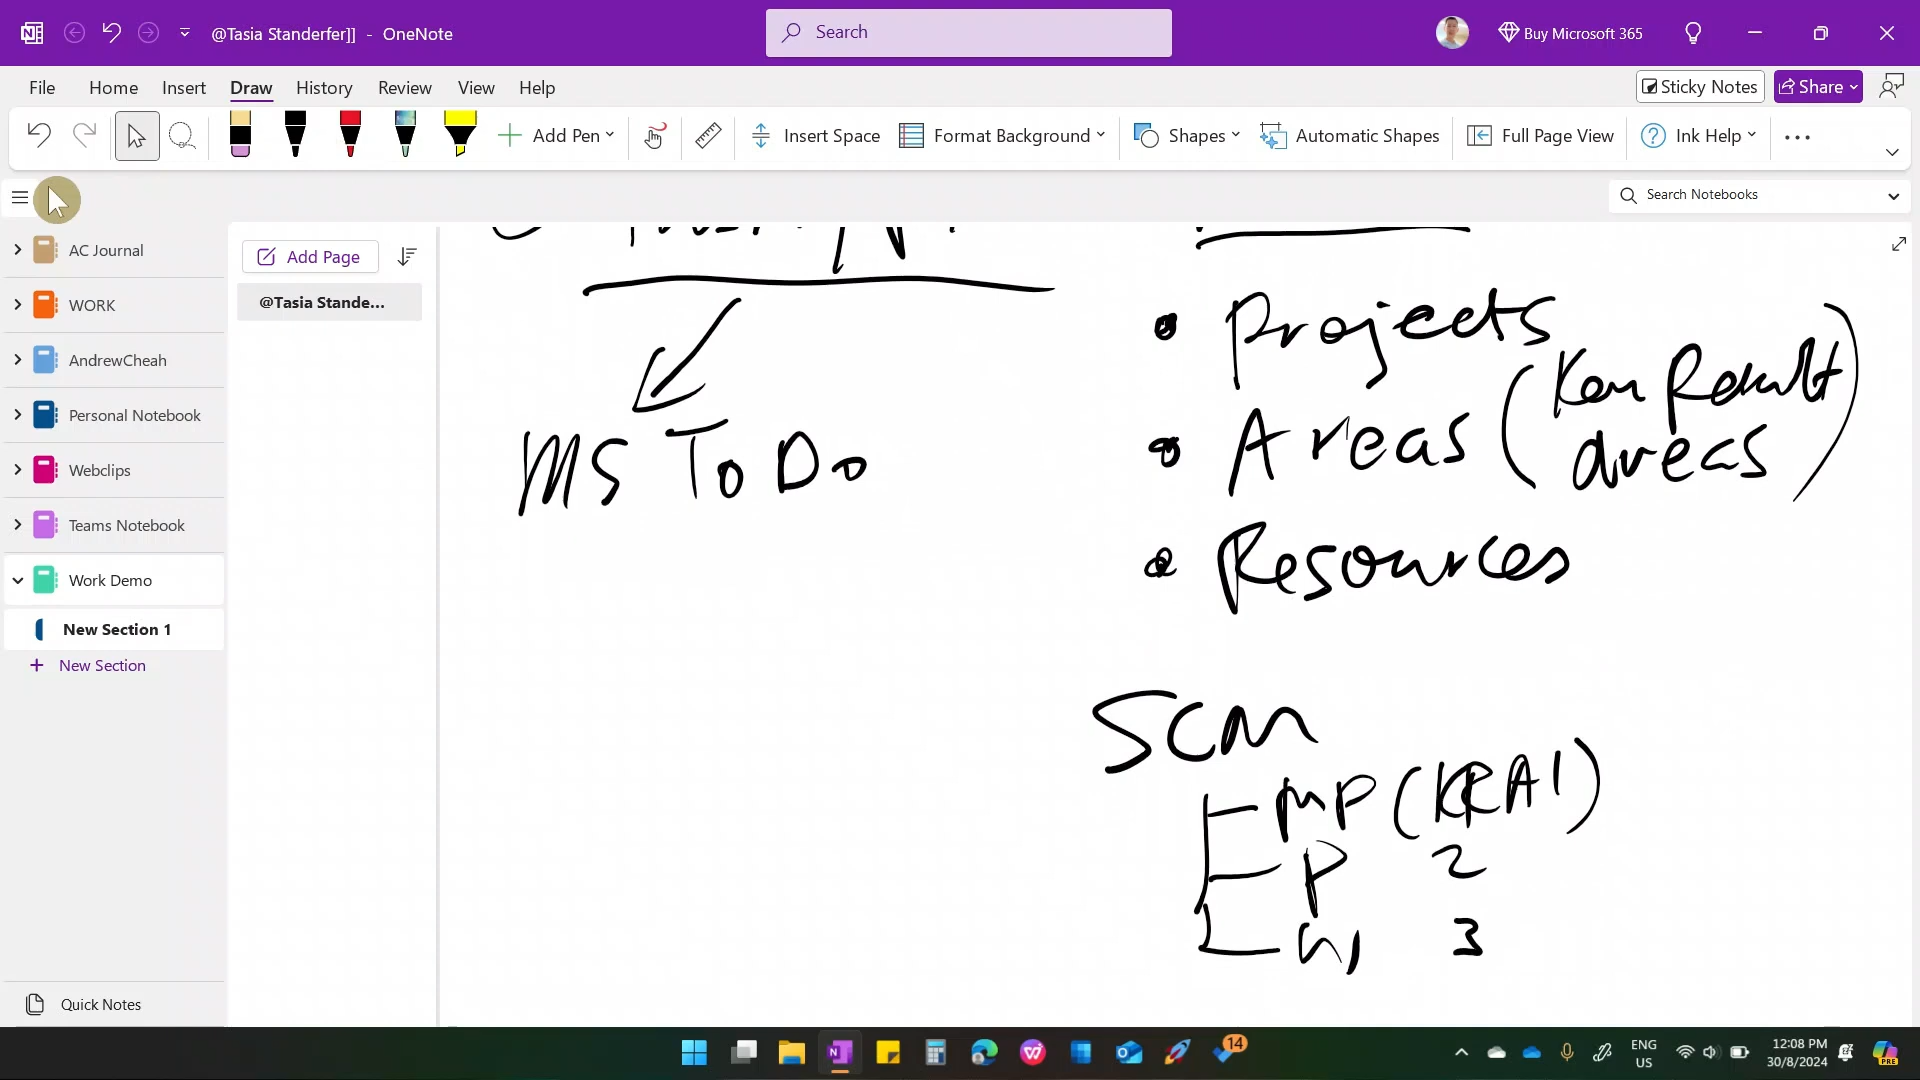 @Tasia Standerfer]] - OneNote
Search
Buy Microsoft 365
File Home Insert Draw History Review View Help
Sticky Notes
Share
Add Pen
Insert Space
Format Background
Shapes
Automatic Shapes
Full Page View
Ink Help
Search Notebooks
AC Journal
WORK
AndrewCheah
Personal Notebook
Webclips
Teams Notebook
Work Demo
New Section 1
New Section
Quick Notes
Add Page
@Tasia Stande...
MS To Do
Projects
Areas (Key Result
areas)
Resources
SCM
MP (KRA1)
P 2
3
14
ENG
US
12:08 PM
30/8/2024
PRE